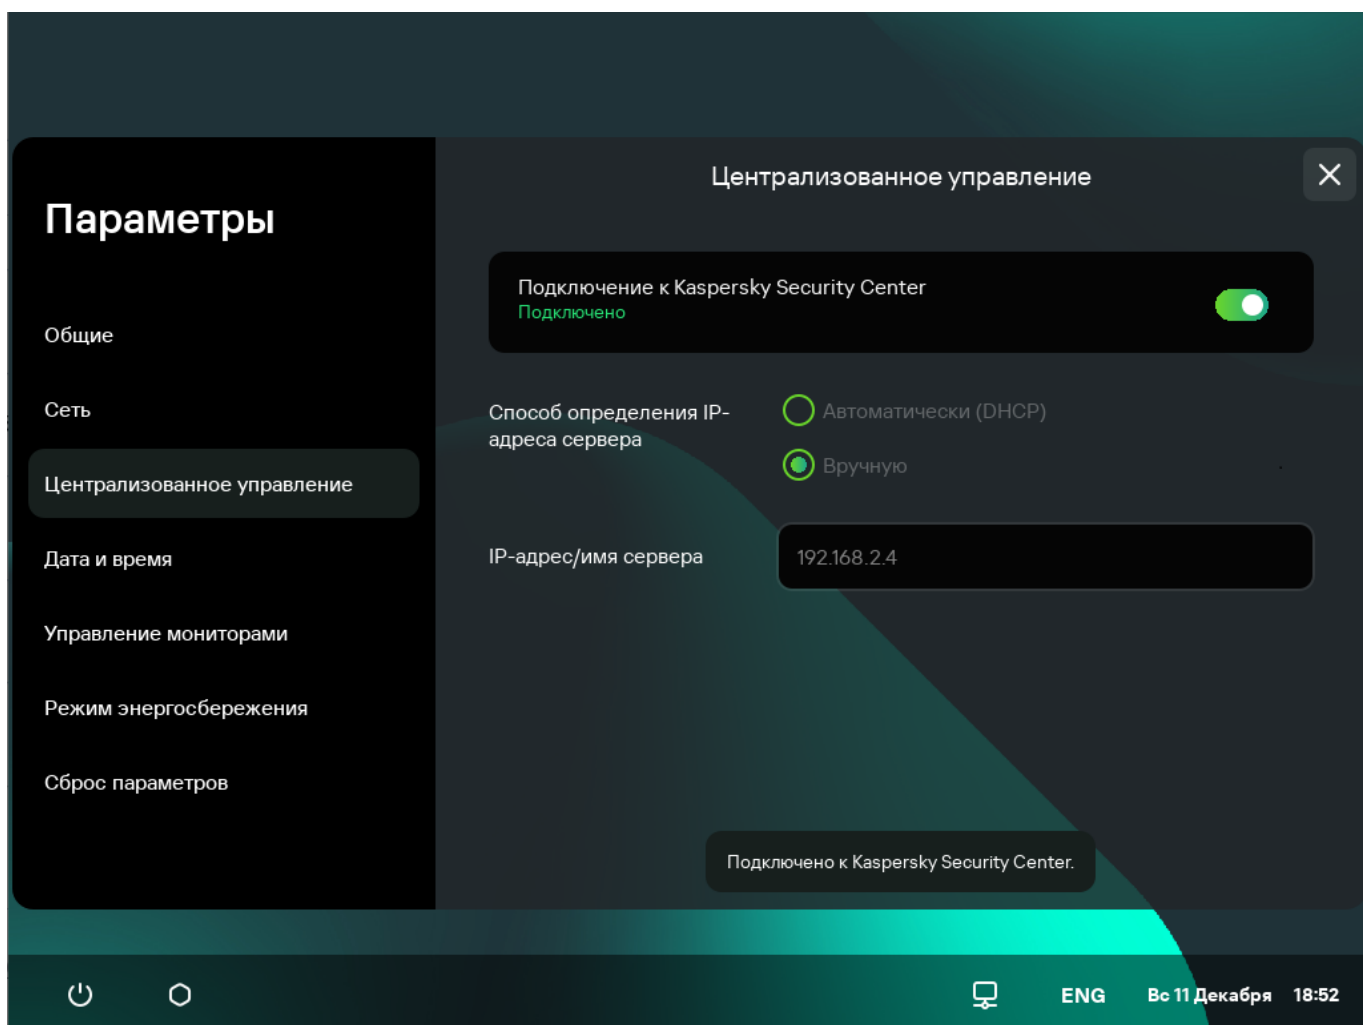 Параметры
Общие
Сеть
Централизованное управление
Дата и время
Управление мониторами
Режим энергосбережения
Сброс параметров
Централизованное управление
Подключение к Kaspersky Security Center
Подключено
Способ определения IP-
адреса сервера
Автоматически (DHCP)
Вручную
IP-адрес/имя сервера
192.168.2.4
Подключено к Kaspersky Security Center.
ENG
Вс 11 Декабря 18:52